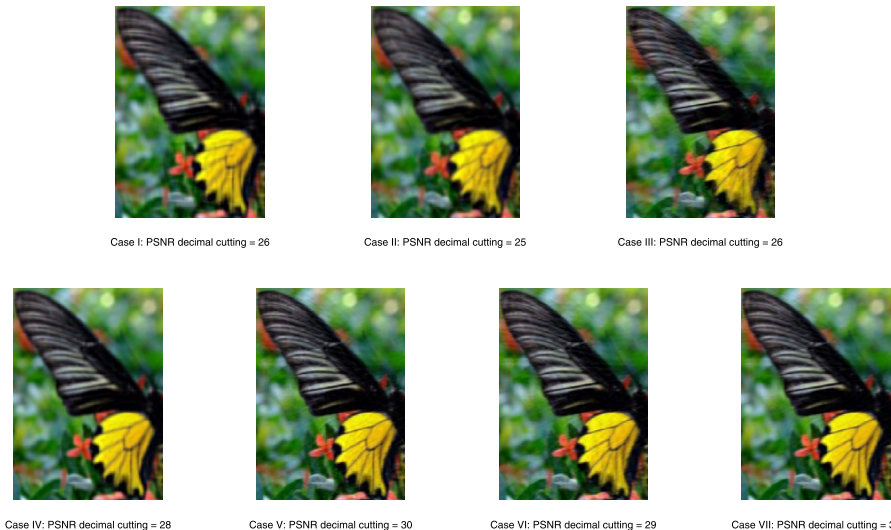 Case I: PSNR decimal cutting = 26
Case II: PSNR decimal cutting = 25
Case III: PSNR decimal cutting = 26
Case IV: PSNR decimal cutting = 28
Case V: PSNR decimal cutting = 30
Case VI: PSNR decimal cutting = 29
Case VII: PSNR decimal cutting =